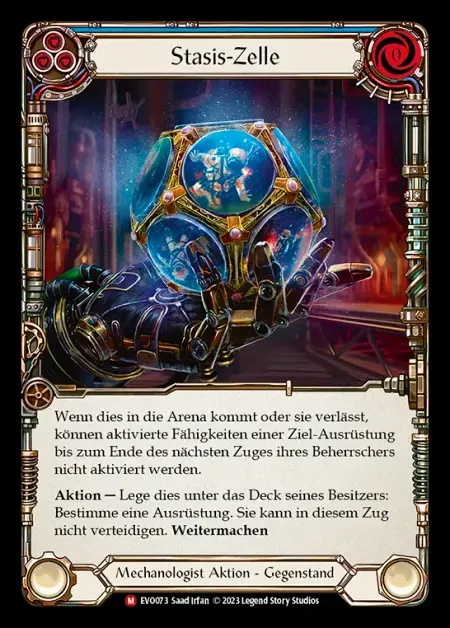 Stasis-Zelle
0
Wenn dies in die Arena kommt oder sie verlässt,
können aktivierte Fähigkeiten einer Ziel-Ausrüstung
bis zum Ende des nächsten Zuges ihres Beherrschers
nicht aktiviert werden.
Aktion — Lege dies unter das Deck seines Besitzers:
Bestimme eine Ausrüstung. Sie kann in diesem Zug
nicht verteidigen. Weitermachen
Mechanologist Aktion - Gegenstand
M EVO073 Saad Irfan © 2023 Legend Story Studios